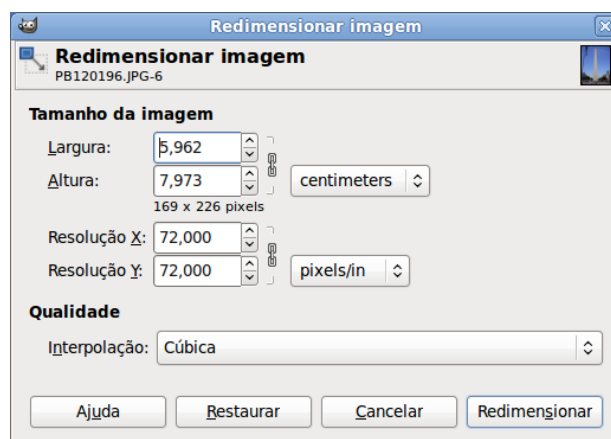 Redimensionar imagem
Redimensionar imagem
PB120196.JPG-6
Tamanho da imagem
Largura: 5,962
Altura: 7,973 centimeters
169 x 226 pixels
Resolução X: 72,000
Resolução Y: 72,000 pixels/in
Qualidade
Interpolação: Cúbica
Ajuda Restaurar Cancelar Redimensionar